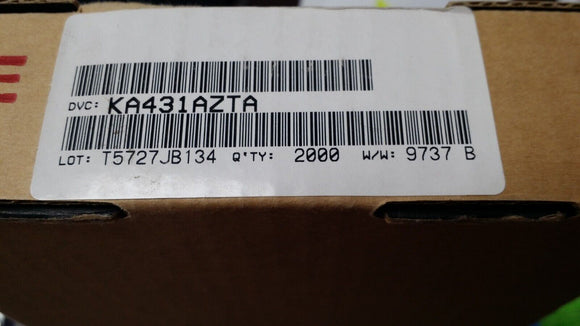 DVC: KA431AZTA
LOT: T5727JB134 Q'TY: 2000 W/W: 9737 B